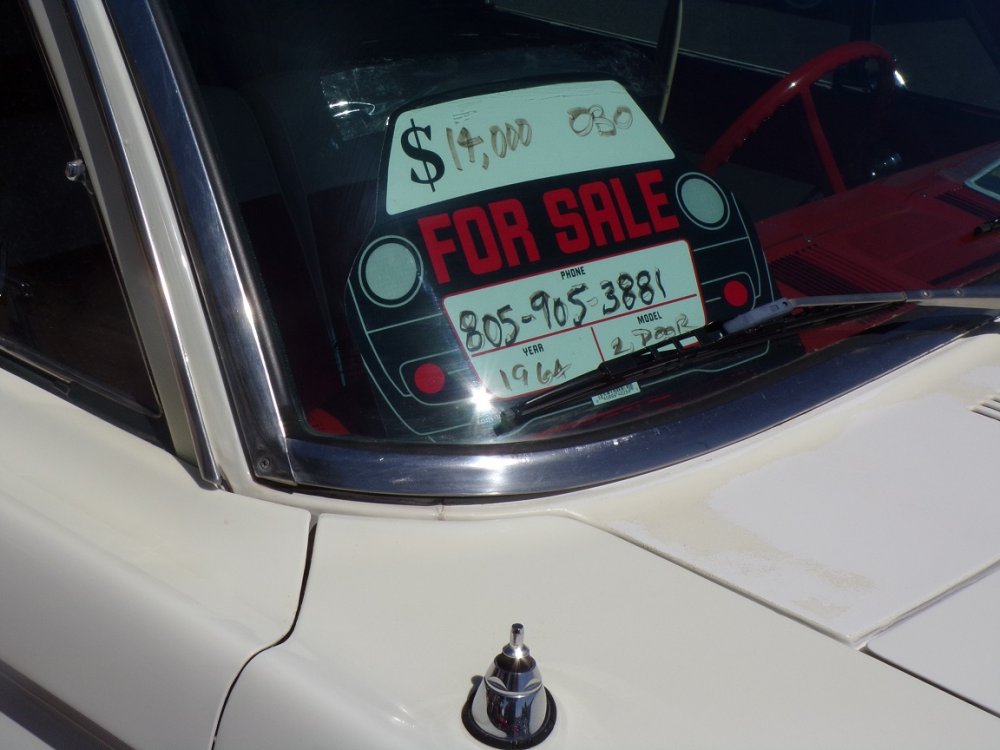 $14,000 OBO
FOR SALE
PHONE
805-905-3881
YEAR MODEL
1964 2 DOOR